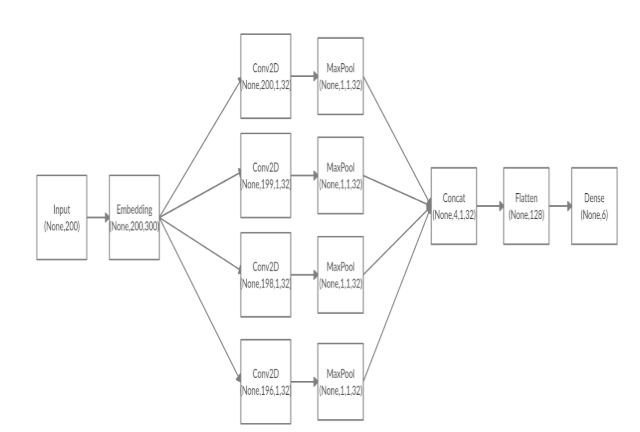 Conv2D
(None,200,1,32)
MaxPool
(None,1,1,32)
Conv2D
(None,199,1,32)
MaxPool
(None,1,1,32)
Input
(None,200)
Embedding
(None,200,300)
Concat
(None,4,1,32)
Flatten
(None,128)
Dense
(None,6)
Conv2D
(None,198,1,32)
MaxPool
(None,1,1,32)
Conv2D
(None,196,1,32)
MaxPool
(None,1,1,32)